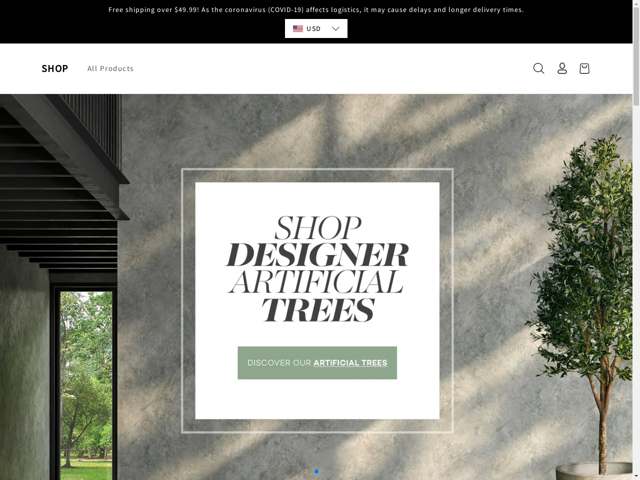 Free shipping over $49.99! As the coronavirus (COVID-19) affects logistics, it may cause delays and longer delivery times.
USD
SHOP All Products
SHOP
DESIGNER
ARTIFICIAL
TREES
DISCOVER OUR ARTIFICIAL TREES